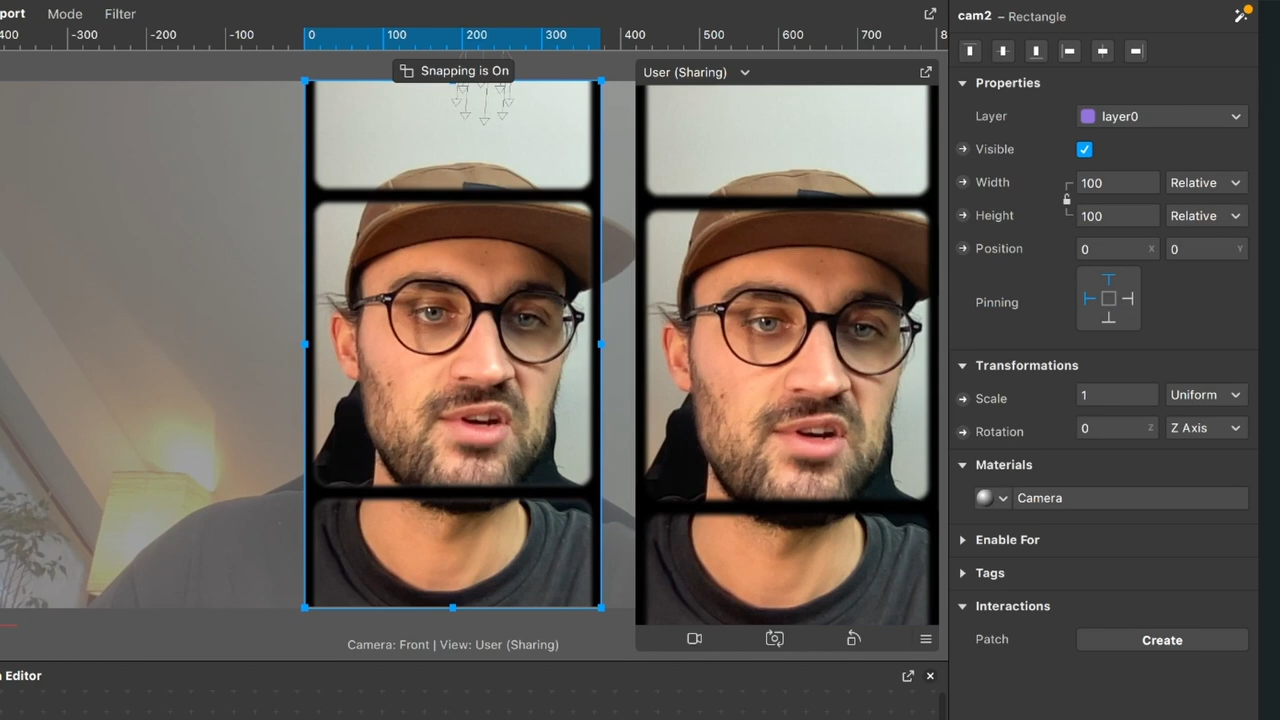 port Mode Filter
400 -300 -200 -100 0 100 200 300 400 500 600 700 8
Snapping is On
User (Sharing)
Camera: Front | View: User (Sharing)
Editor
cam2 – Rectangle
Properties
Layer layer0
Visible
Width 100 Relative
Height 100 Relative
Position 0 X 0 Y
Pinning
Transformations
Scale 1 Uniform
Rotation 0 Z Z Axis
Materials
Camera
Enable For
Tags
Interactions
Patch Create